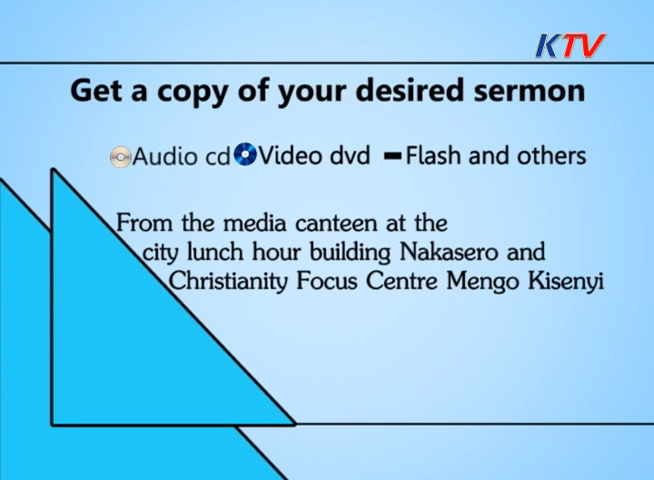 KTV
Get a copy of your desired sermon
Audio cd Video dvd Flash and others
From the media canteen at the
city lunch hour building Nakasero and
Christianity Focus Centre Mengo Kisenyi